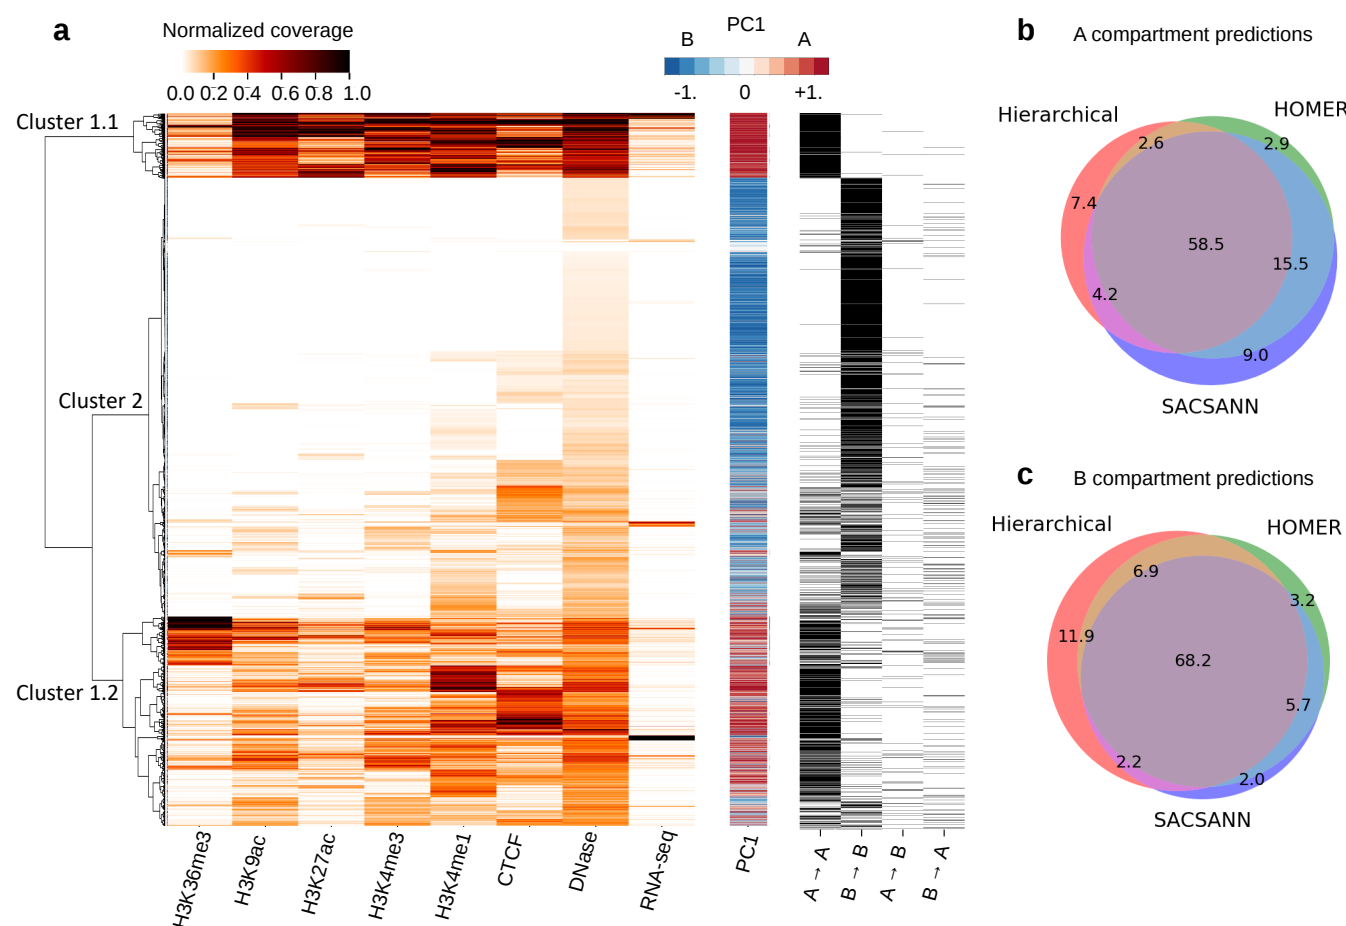 a
Normalized coverage
0.0 0.2 0.4 0.6 0.8 1.0
PC1
B A
-1. 0 +1.
Cluster 1.1
Cluster 2
Cluster 1.2
H3K36me3
H3K9ac
H3K27ac
H3K4me3
H3K4me1
CTCF
DNase
RNA-seq
PC1
A → A
B → B
A → B
B → A
b
A compartment predictions
Hierarchical
HOMER
2.6
2.9
7.4
58.5
15.5
4.2
9.0
SACSANN
c
B compartment predictions
Hierarchical
HOMER
6.9
3.2
11.9
68.2
5.7
2.2
2.0
SACSANN